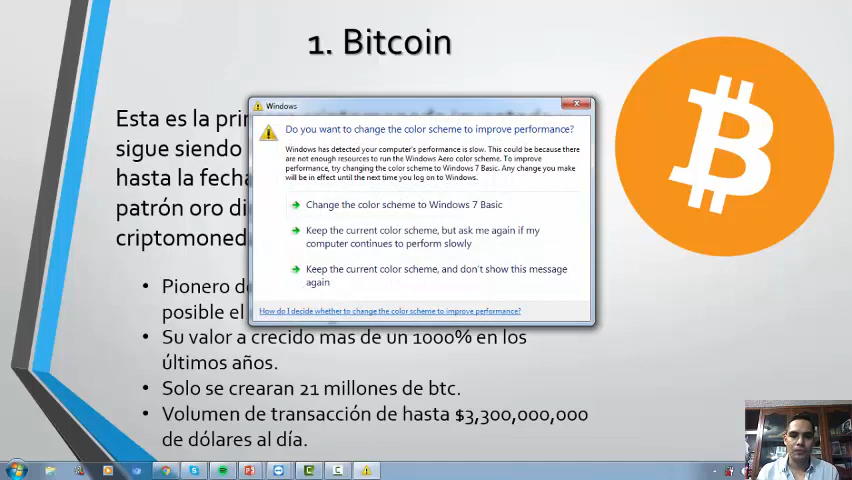 1. Bitcoin
Esta es la
sigue siendo
hasta la fecha
patrón oro
Windows
Do you want to change the color scheme to improve performance?
Windows has detected your computer's performance is slow. This could be because there
are not enough resources to run the Windows Aero color scheme. To improve
performance, try changing the color scheme to Windows 7 Basic. Any change you make
will be in effect until the next time you log on to Windows.
Change the color scheme to Windows 7 Basic
Keep the current color scheme, but ask me again if my
computer continues to perform slowly
Keep the current color scheme, and don't show this message
again
How do I decide whether to change the color scheme to improve performance?
• Pionero
posible el
• Su valor a crecido mas de un 1000% en los
últimos años.
• Solo se crearan 21 millones de btc.
• Volumen de transacción de hasta $3,300,000,000
de dólares al día.